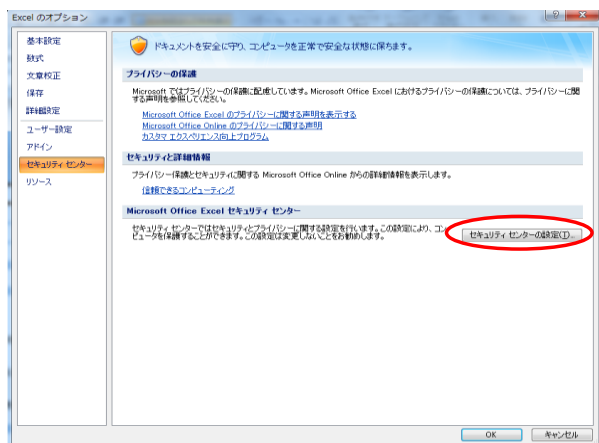 Excel のオプション
基本設定
数式
文章校正
保存
詳細設定
ユーザー設定
アドイン
セキュリティ センター
リソース
ドキュメントを安全に守り、コンピュータを正常で安全な状態に保ちます。
プライバシーの保護
Microsoft ではプライバシーの保護に配慮しています。Microsoft Office Excel におけるプライバシーの保護については、プライバシーに関
する声明を参照してください。
Microsoft Office Excel のプライバシーに関する声明を表示する
Microsoft Office Online のプライバシーに関する声明
カスタマ エクスペリエンス向上プログラム
セキュリティと詳細情報
プライバシー保護とセキュリティに関する Microsoft Office Online からの詳細情報を表示します。
信頼できるコンピューティング
Microsoft Office Excel セキュリティ センター
セキュリティ センターではセキュリティとプライバシーに関する設定を行います。この設定により、コン
ピュータを保護することができます。この設定は変更しないことをお勧めします。
セキュリティ センターの設定(T)...
OK
キャンセル